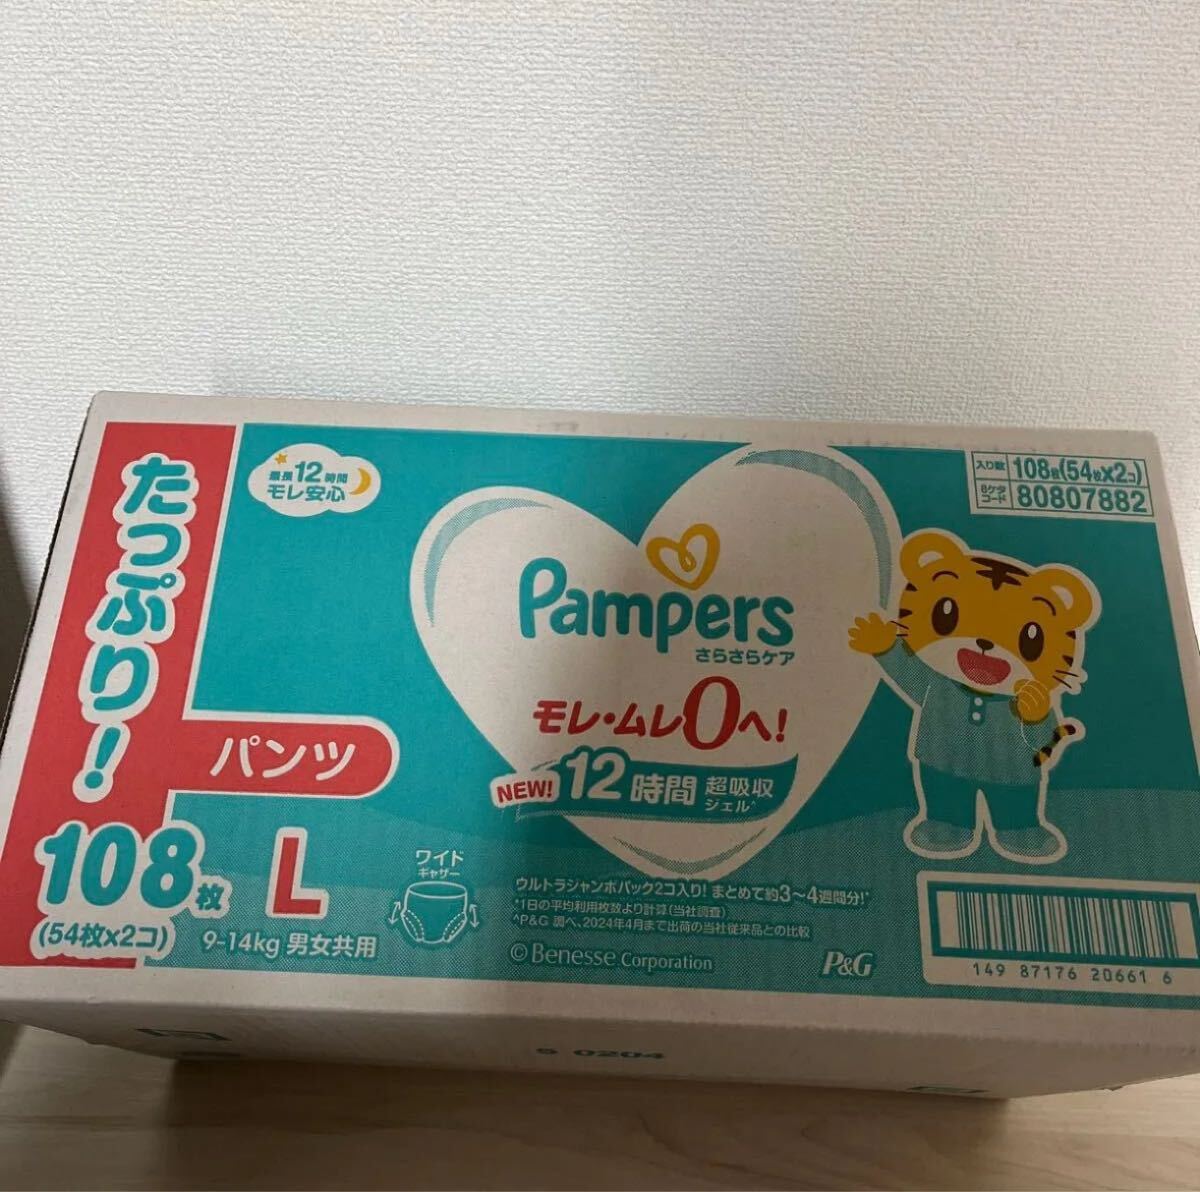 たっぷり!
最長12時間
モレ安心
パンツ
108枚
(54枚x2コ)
L
9-14kg 男女共用
ワイド
ギャザー
Pampers
さらさらケア
モレ・ムレ0へ!
NEW! 12時間 超吸収
ジェル^
ウルトラジャンボパック2コ入り! まとめて約3〜4週間分!*
*1日の平均利用枚数より計算(当社調査)
^P&G 調べ、2024年4月まで出荷の当社従来品との比較
© Benesse Corporation
P&G
入り数 108枚(54枚x2コ)
8ケタ
コード 80807882
149 87176 20661 6
S 0204